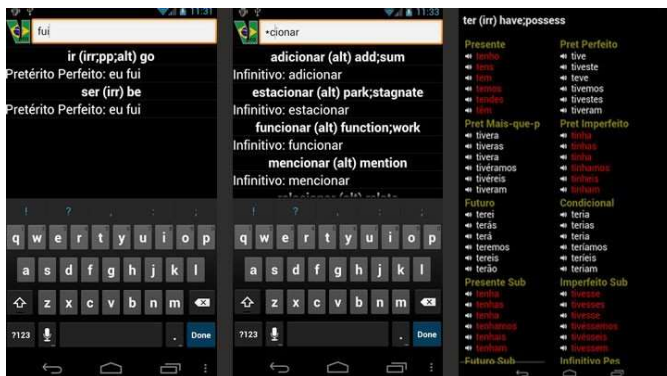 11:31
fui
ir (irr;pp;alt) go
Pretérito Perfeito: eu fui
ser (irr) be
Pretérito Perfeito: eu fui
! ? , : ;
q w e r t y u i o p
a s d f g h j k l
z x c v b n m
?123 . Done
11:33
*cionar
adicionar (alt) add;sum
Infinitivo: adicionar
estacionar (alt) park;stagnate
Infinitivo: estacionar
funcionar (alt) function;work
Infinitivo: funcionar
mencionar (alt) mention
Infinitivo: mencionar
relacionar (alt) relate
! ? , : ;
q w e r t y u i o p
a s d f g h j k l
z x c v b n m
?123 . Done
ter (irr) have;possess
Presente
tenho
tens
tem
temos
tendes
têm
Pret Perfeito
tive
tiveste
teve
tivemos
tivestes
tiveram
Pret Mais-que-p
tivera
tiveras
tivera
tivéramos
tivéreis
tiveram
Pret Imperfeito
tinha
tinhas
tinha
tínhamos
tínheis
tinham
Futuro
terei
terás
terá
teremos
tereis
terão
Condicional
teria
terias
teria
teríamos
teríeis
teriam
Presente Sub
tenha
tenhas
tenha
tenhamos
tenhais
tenham
Imperfeito Sub
tivesse
tivesses
tivesse
tivéssemos
tivésseis
tivessem
Futuro Sub
Infinitivo Pes